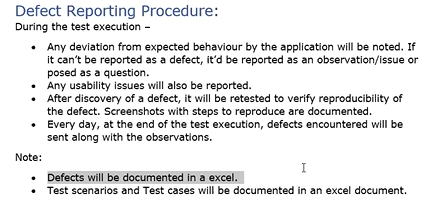 Defect Reporting Procedure:
During the test execution –
• Any deviation from expected behaviour by the application will be noted. If
it can't be reported as a defect, it'd be reported as an observation/issue or
posed as a question.
• Any usability issues will also be reported.
• After discovery of a defect, it will be retested to verify reproducibility of
the defect. Screenshots with steps to reproduce are documented.
• Every day, at the end of the test execution, defects encountered will be
sent along with the observations.
Note:
• Defects will be documented in a excel.
• Test scenarios and Test cases will be documented in an excel document.